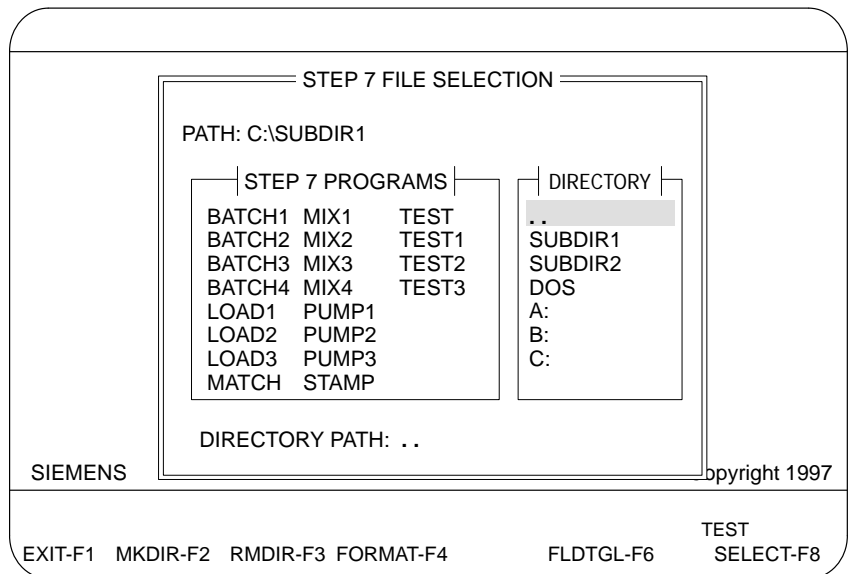 STEP 7 FILE SELECTION
PATH: C:\SUBDIR1
STEP 7 PROGRAMS
BATCH1 MIX1 TEST
BATCH2 MIX2 TEST1
BATCH3 MIX3 TEST2
BATCH4 MIX4 TEST3
LOAD1 PUMP1
LOAD2 PUMP2
LOAD3 PUMP3
MATCH STAMP
DIRECTORY
. .
SUBDIR1
SUBDIR2
DOS
A:
B:
C:
DIRECTORY PATH: . .
SIEMENS opyright 1997
TEST
EXIT-F1 MKDIR-F2 RMDIR-F3 FORMAT-F4 FLDTGL-F6 SELECT-F8